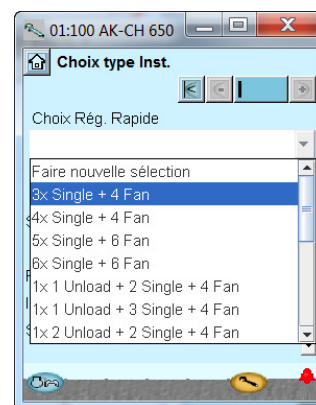 01:100 AK-CH 650
Choix type Inst.
Choix Rég. Rapide
Faire nouvelle sélection
3x Single + 4 Fan
4x Single + 4 Fan
5x Single + 6 Fan
6x Single + 6 Fan
1x 1 Unload + 2 Single + 4 Fan
1x 1 Unload + 3 Single + 4 Fan
1x 2 Unload + 2 Single + 4 Fan